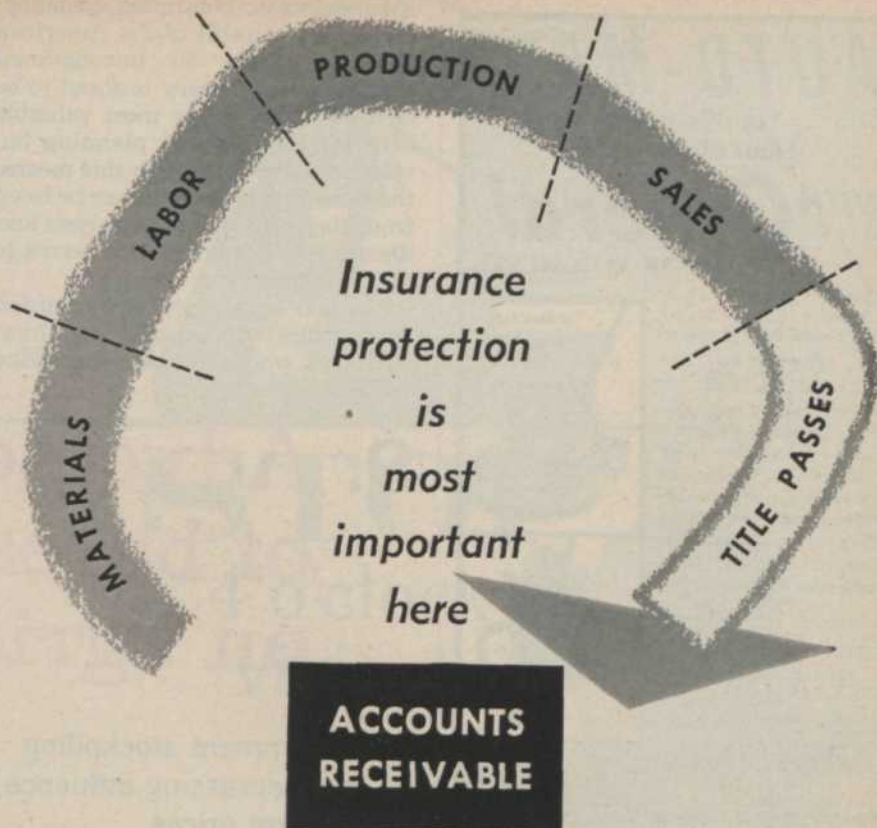 MATERIALS
LABOR
PRODUCTION
SALES
TITLE PASSES
Insurance
protection
is
most
important
here
ACCOUNTS
RECEIVABLE